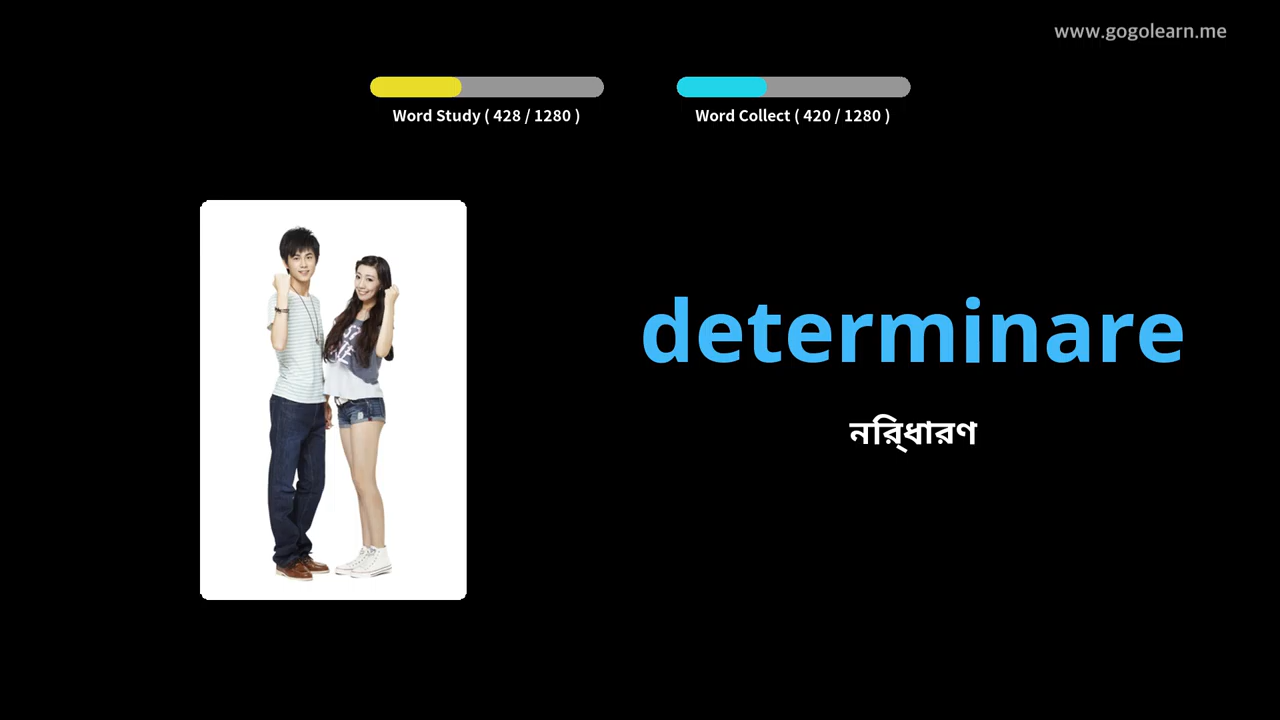 www.gogolearn.me
Word Study ( 428 / 1280 )
Word Collect ( 420 / 1280 )
determinare
নির্ধারণ